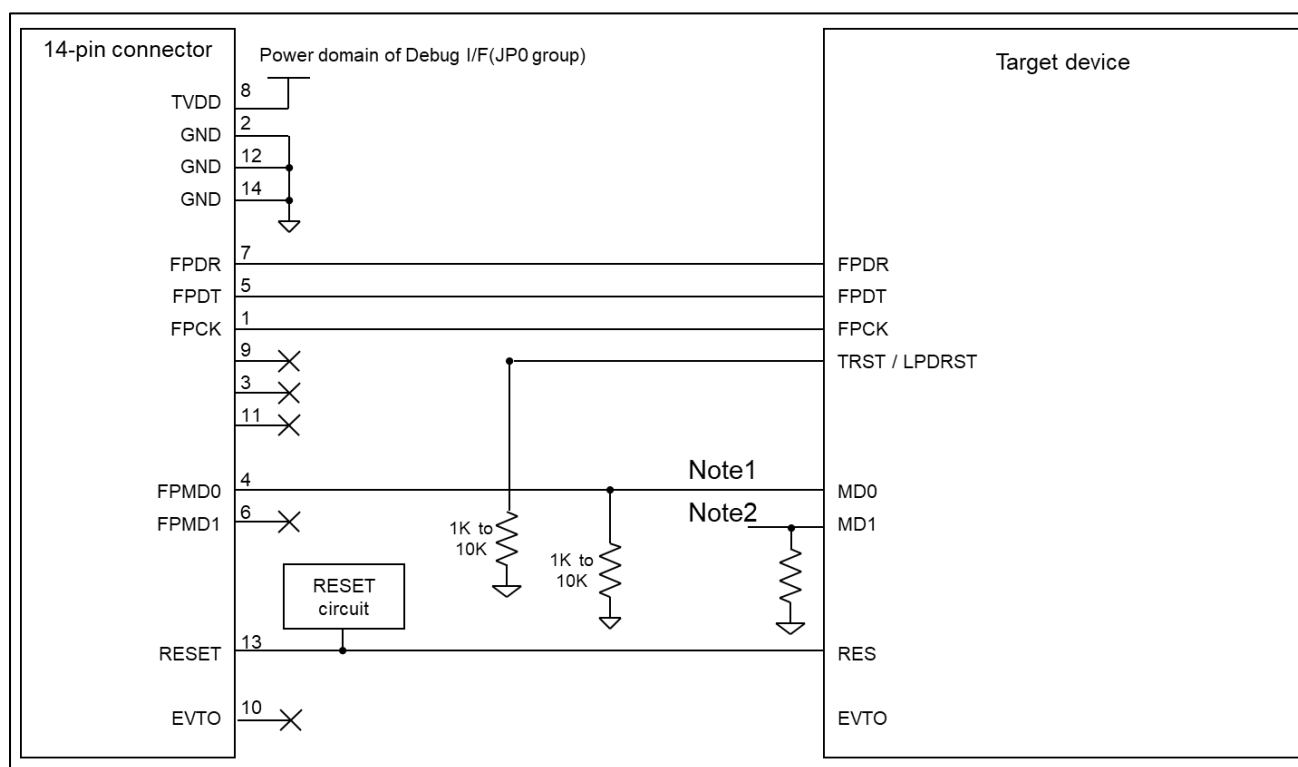 14-pin connector
Power domain of Debug I/F(JP0 group)
Target device
TVDD 8
GND 2
GND 12
GND 14
FPDR 7 FPDR
FPDT 5 FPDT
FPCK 1 FPCK
9 TRST / LPDRST
3
11
FPMD0 4 Note1 MD0
FPMD1 6 Note2 MD1
1K to
10K
1K to
10K
RESET
circuit
RESET 13 RES
EVTO 10 EVTO